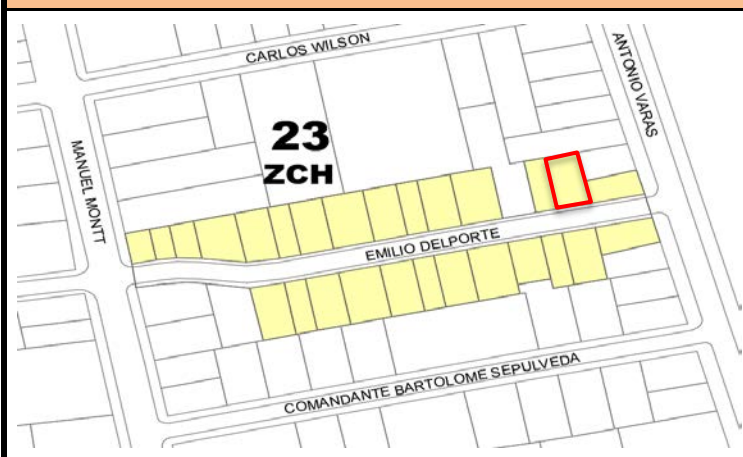 CARLOS WILSON
ANTONIO VARAS
23
ZCH
MANUEL MONTT
EMILIO DELPORTE
COMANDANTE BARTOLOME SEPULVEDA